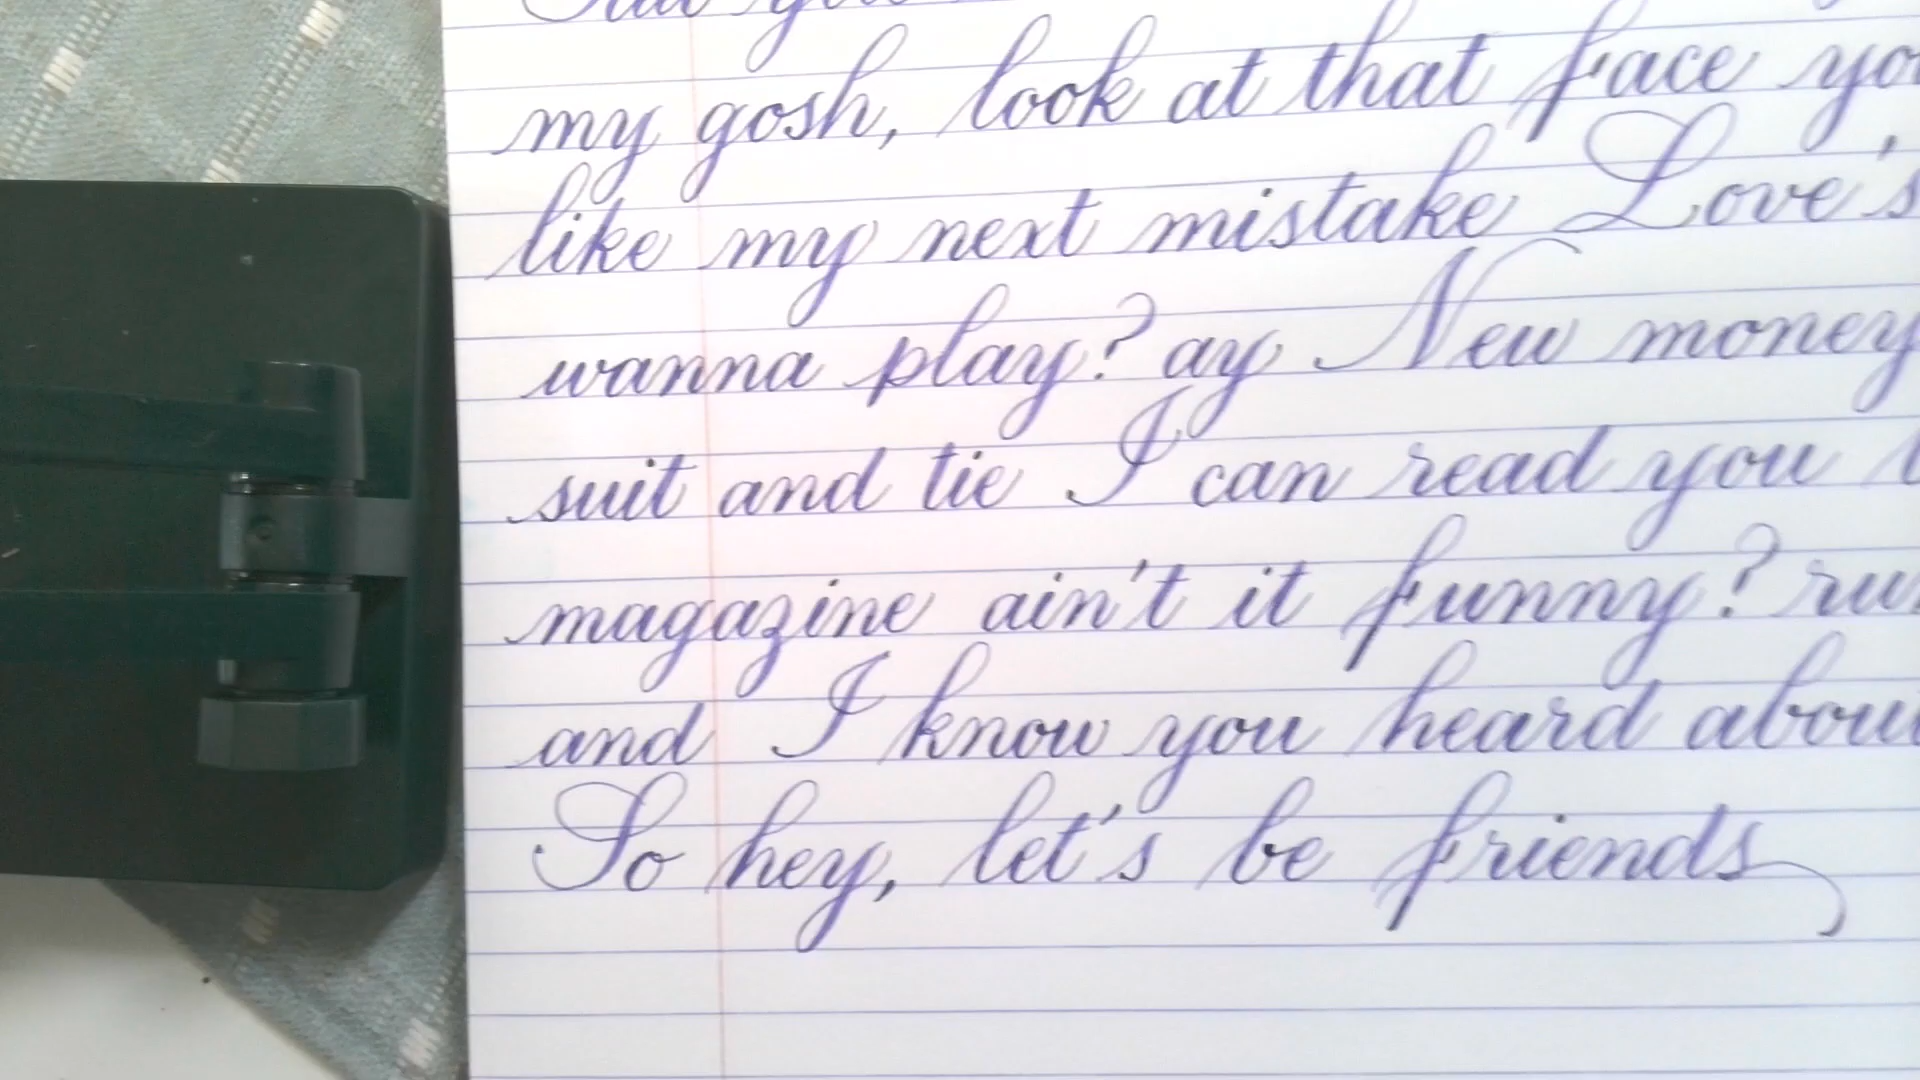 my gosh, look at that face
like my next mistake Love's
wanna play? ay New money
suit and tie I can read you
magazine ain't it funny?
and I know you heard
So hey, let's be friends